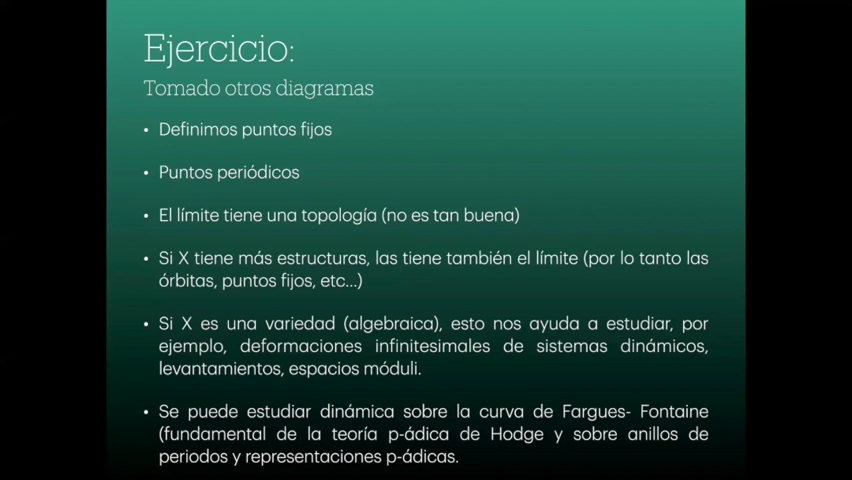 Ejercicio:
Tomado otros diagramas
• Definimos puntos fijos
• Puntos periódicos
• El límite tiene una topología (no es tan buena)
• Si X tiene más estructuras, las tiene también el límite (por lo tanto las
órbitas, puntos fijos, etc...)
• Si X es una variedad (algebraica), esto nos ayuda a estudiar, por
ejemplo, deformaciones infinitesimales de sistemas dinámicos,
levantamientos, espacios móduli.
• Se puede estudiar dinámica sobre la curva de Fargues- Fontaine
(fundamental de la teoría p-ádica de Hodge y sobre anillos de
periodos y representaciones p-ádicas.